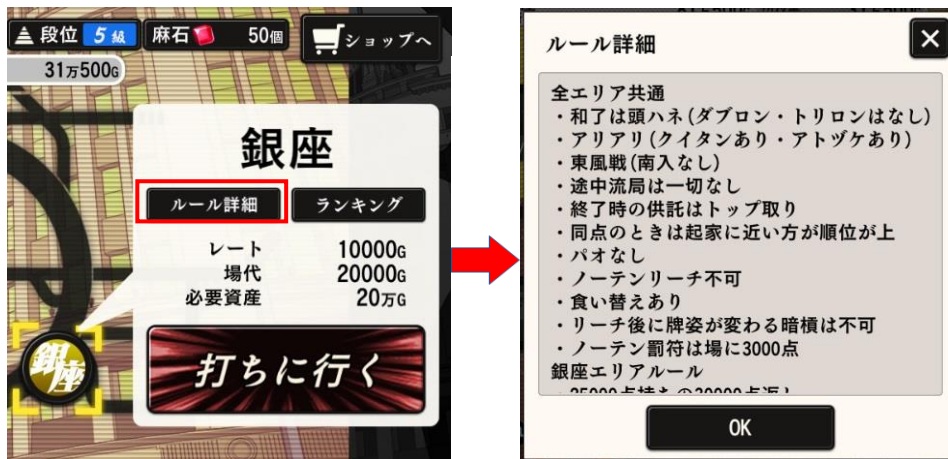 段位 5級
麻石 50個
ショップへ
31万500G
銀座
ルール詳細
ランキング
レート 10000G
場代 20000G
必要資産 20万G
銀座
打ちに行く
ルール詳細
×
全エリア共通
・和了は頭ハネ(ダブロン・トリロンはなし)
・アリアリ(クイタンあり・アトヅケあり)
・東風戦(南入なし)
・途中流局は一切なし
・終了時の供託はトップ取り
・同点のときは起家に近い方が順位が上
・パオなし
・ノーテンリーチ不可
・食い替えあり
・リーチ後に牌姿が変わる暗槓は不可
・ノーテン罰符は場に3000点
銀座エリアルール
OK